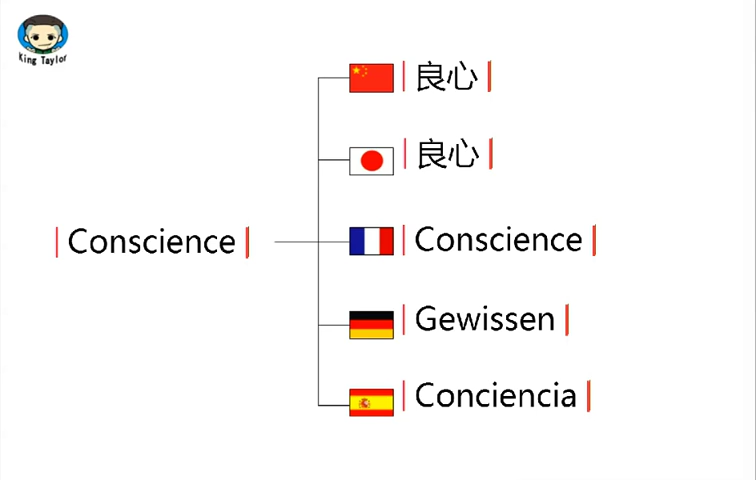 King Taylor
良心
良心
Conscience
Conscience
Gewissen
Conciencia